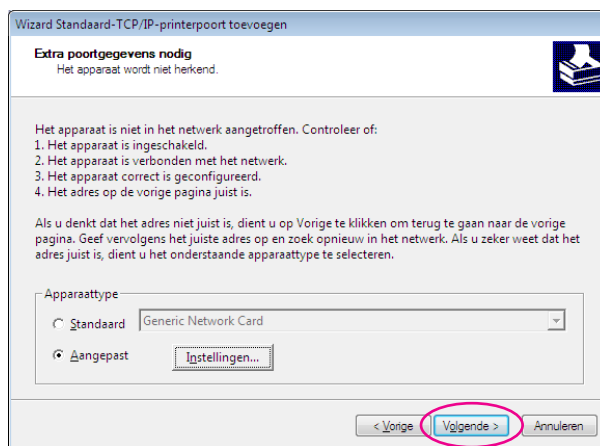 Wizard Standaard-TCP/IP-printerpoort toevoegen
Extra poortgegevens nodig
Het apparaat wordt niet herkend.
Het apparaat is niet in het netwerk aangetroffen. Controleer of:
1. Het apparaat is ingeschakeld.
2. Het apparaat is verbonden met het netwerk.
3. Het apparaat correct is geconfigureerd.
4. Het adres op de vorige pagina juist is.
Als u denkt dat het adres niet juist is, dient u op Vorige te klikken om terug te gaan naar de vorige
pagina. Geef vervolgens het juiste adres op en zoek opnieuw in het netwerk. Als u zeker weet dat het
adres juist is, dient u het onderstaande apparaattype te selecteren.
Apparaattype
Standaard Generic Network Card
Aangepast Instellingen...
< Vorige Volgende > Annuleren